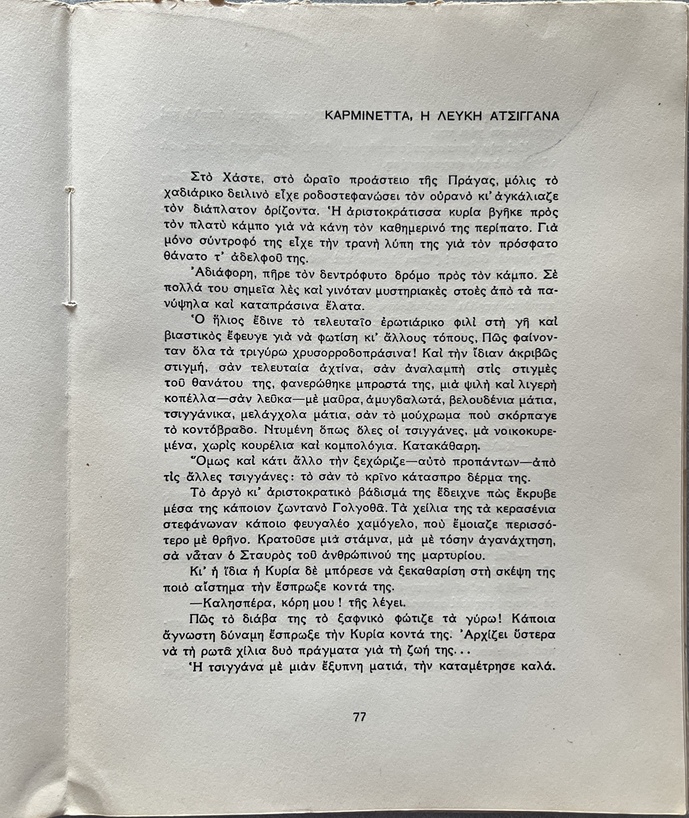 ΚΑΡΜΙΝΕΤΤΑ, Η ΛΕΥΚΗ ΑΤΣΙΓΓΑΝΑ
Στὸ Χάστε, στὸ ὡραῖο προάστειο τῆς Πράγας, μόλις τὸ
χαδιάρικο δειλινὸ εἶχε ροδοστεφανώσει τὸν οὐρανὸ κι' ἀγκάλιαζε
τὸν διάπλατον ὁρίζοντα. Ἡ ἀριστοκράτισσα κυρία βγῆκε πρὸς
τὸν πλατὺ κάμπο γιὰ νὰ κάνη τὸν καθημερινό της περίπατο. Γιὰ
μόνο σύντροφό της εἶχε τὴν τρανὴ λύπη της γιὰ τὸν πρόσφατο
θάνατο τ' ἀδελφοῦ της.
Ἀδιάφορη, πῆρε τὸν δεντρόφυτο δρόμο πρὸς τὸν κάμπο. Σὲ
πολλά του σημεῖα λὲς καὶ γινόταν μυστηριακὲς στοὲς ἀπὸ τὰ πα-
νύψηλα καὶ καταπράσινα ἔλατα.
Ὁ ἥλιος ἔδινε τὸ τελευταῖο ἐρωτιάρικο φιλὶ στὴ γῆ καὶ
βιαστικὸς ἔφευγε γιὰ νὰ φωτίση κι' ἄλλους τόπους, Πῶς φαίνον-
ταν ὅλα τὰ τριγύρω χρυσορροδοπράσινα! Καὶ τὴν ἴδιαν ἀκριβῶς
στιγμή, σὰν τελευταία ἀχτίνα, σὰν ἀναλαμπὴ στὶς στιγμὲς
τοῦ θανάτου της, φανερώθηκε μπροστά της, μιὰ ψιλὴ καὶ λιγερὴ
κοπέλλα—σὰν λεῦκα—μὲ μαῦρα, ἀμυγδαλωτά, βελουδένια μάτια,
τσιγγάνικα, μελάγχολα μάτια, σὰν τὸ μούχρωμα ποὺ σκόρπαγε
τὸ κοντόβραδο. Ντυμένη ὅπως ὅλες οἱ τσιγγάνες, μὰ νοικοκυρε-
μένα, χωρὶς κουρέλια καὶ κομπολόγια. Κατακάθαρη.
Ὅμως καὶ κάτι ἄλλο τὴν ξεχώριζε—αὐτὸ προπάντων—ἀπὸ
τὶς ἄλλες τσιγγάνες: τὸ σὰν τὸ κρῖνο κάτασπρο δέρμα της.
Τὸ ἀργὸ κι' ἀριστοκρατικὸ βάδισμά της ἔδειχνε πὼς ἔκρυβε
μέσα της κάποιον ζωντανὸ Γολγοθᾶ. Τὰ χείλια της τὰ κερασένια
στεφάνωναν κάποιο φευγαλέο χαμόγελο, ποὺ ἔμοιαζε περισσό-
τερο μὲ θρῆνο. Κρατοῦσε μιὰ στάμνα, μὰ μὲ τόσην ἀγανάχτηση,
σὰ νἆταν ὁ Σταυρὸς τοῦ ἀνθρώπινού της μαρτυρίου.
Κι' ἡ ἴδια ἡ Κυρία δὲ μπόρεσε νὰ ξεκαθαρίση στὴ σκέψη της
ποιὸ αἴστημα τὴν ἔσπρωξε κοντά της.
—Καλησπέρα, κόρη μου! τῆς λέγει.
Πῶς τὸ διάβα της τὸ ξαφνικὸ φώτιζε τὰ γύρω! Κάποια
ἄγνωστη δύναμη ἔσπρωξε τὴν Κυρία κοντά της. Ἀρχίζει ὕστερα
νὰ τὴ ρωτᾶ χίλια δυὸ πράγματα γιὰ τὴ ζωή της...
Ἡ τσιγγάνα μὲ μιὰν ἔξυπνη ματιά, τὴν καταμέτρησε καλά.
77